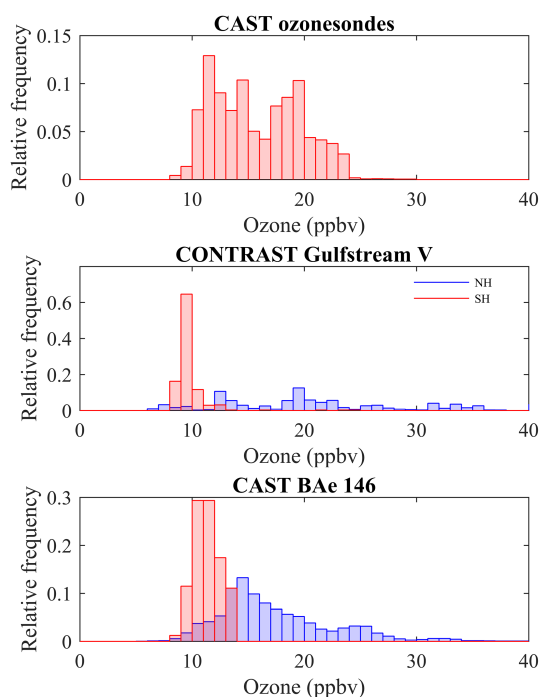 CAST ozonesondes
Relative frequency
0.15
0.1
0.05
0
0 10 20 30 40
Ozone (ppbv)
CONTRAST Gulfstream V
Relative frequency
0.6
0.4
0.2
0
NH
SH
0 10 20 30 40
Ozone (ppbv)
CAST BAe 146
Relative frequency
0.3
0.2
0.1
0
0 10 20 30 40
Ozone (ppbv)